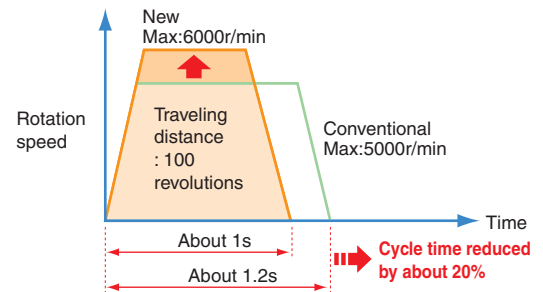 New
Max:6000r/min
Rotation
speed
Traveling
distance
: 100
revolutions
Conventional
Max:5000r/min
Time
About 1s
Cycle time reduced
by about 20%
About 1.2s